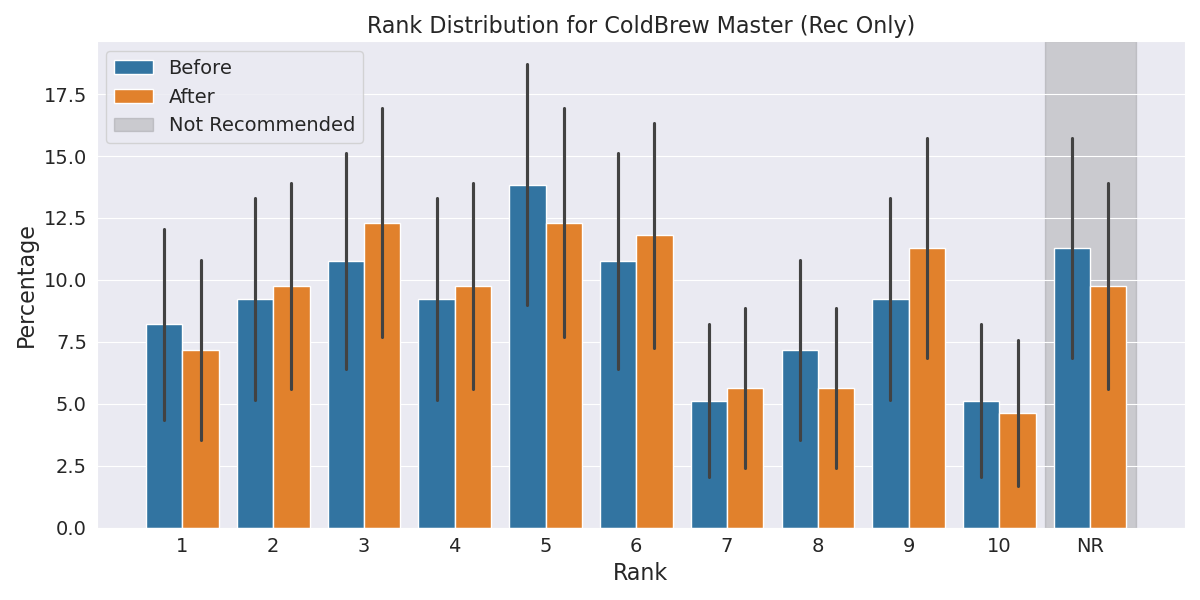 Rank Distribution for ColdBrew Master (Rec Only)
Before
After
Not Recommended
Percentage
17.5
15.0
12.5
10.0
7.5
5.0
2.5
0.0
1 2 3 4 5 6 7 8 9 10 NR
Rank